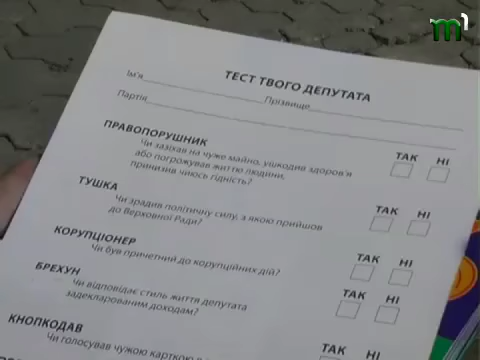 m1
ТЕСТ ТВОГО ДЕПУТАТА
Ім'я Прізвище
Партія
ПРАВОПОРУШНИК ТАК НІ
Чи зазіхав на чуже майно, ушкодив здоров'я
або погрожував життю людини,
принизив чиюсь гідність?
ТУШКА ТАК НІ
Чи зрадив політичну силу, з якою прийшов
до Верховної Ради?
КОРУПЦІОНЕР ТАК НІ
Чи був причетний до корупційних дій?
БРЕХУН ТАК НІ
Чи відповідає стиль життя депутата
задекларованим доходам?
КНОПКОДАВ
Чи голосував чужою карткою